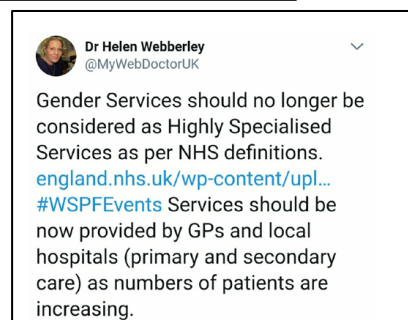 Dr Helen Webberley
@MyWebDoctorUK
Gender Services should no longer be
considered as Highly Specialised
Services as per NHS definitions.
england.nhs.uk/wp-content/upl...
#WSPFEvents Services should be
now provided by GPs and local
hospitals (primary and secondary
care) as numbers of patients are
increasing.